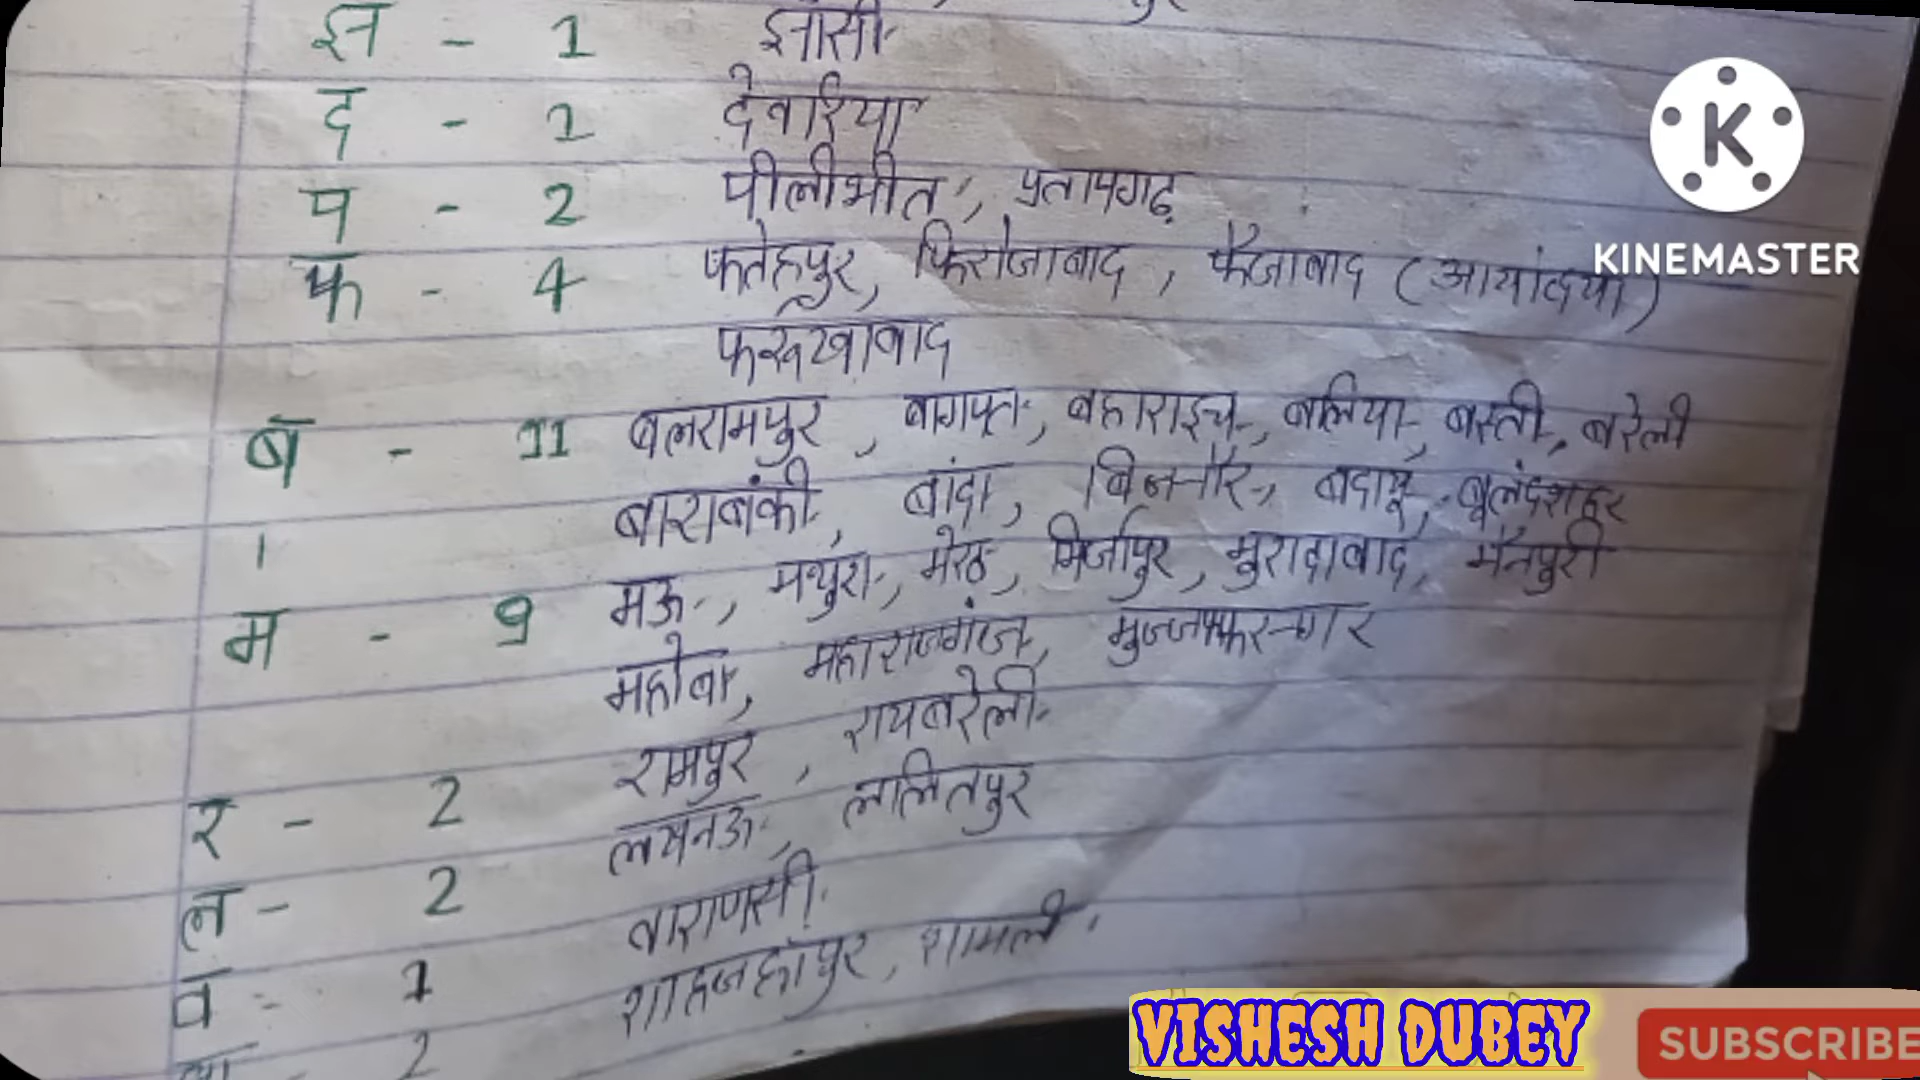 झ - 1 झांसी
द - 1 देवरिया
प - 2 पीलीभीत, प्रतापगढ़
फ - 4 फतेहपुर, फिरोजाबाद, फैजाबाद (
फरूखाबाद
ब - 11 बलरामपुर, बागपत, बहाराइच, बलिया, बस्ती, बरेली
बाराबंकी, बांदा, बिजनौर, बदायू, बुलंदशहर
म - 9 मऊ, मथुरा, मेरठ, मिर्जापुर, मुरादाबाद, मैनपुरी
महोबा, महाराजगंज, मुज्जफ्फरनगर
र - 2 रामपुर, रायबरेली
ल - 2 लखनऊ, ललितपुर
व - 1 वाराणसी
2 शाहजहाँपुर, शामली
K
KINEMASTER
VISHESH DUBEY
SUBSCRIBE